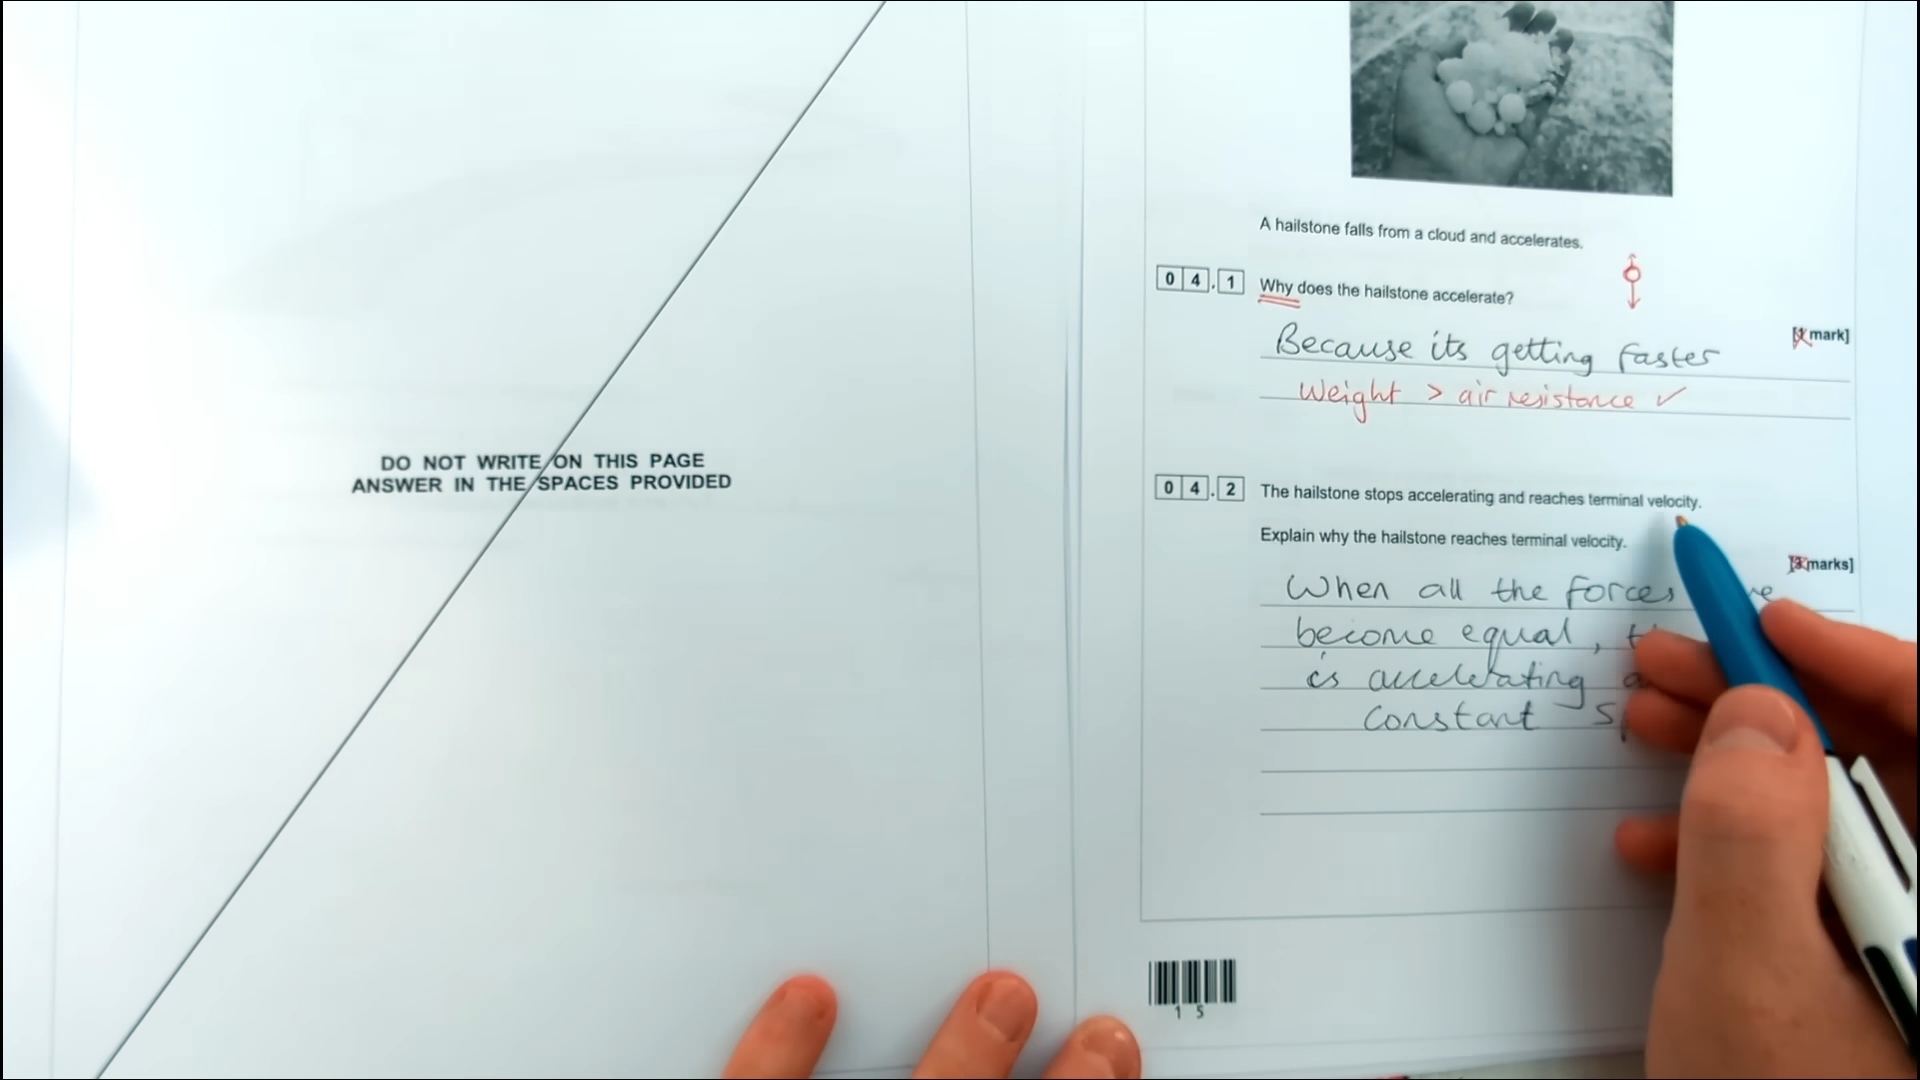 DO NOT WRITE ON THIS PAGE
ANSWER IN THE SPACES PROVIDED
A hailstone falls from a cloud and accelerates.
0 4 . 1 Why does the hailstone accelerate?
mark]
Because its getting faster
Weight > air resistance ✓
0 4 . 2 The hailstone stops accelerating and reaches terminal velocity.
Explain why the hailstone reaches terminal velocity.
marks]
When all the forces
become equal,
is accelerating
constant
1 5